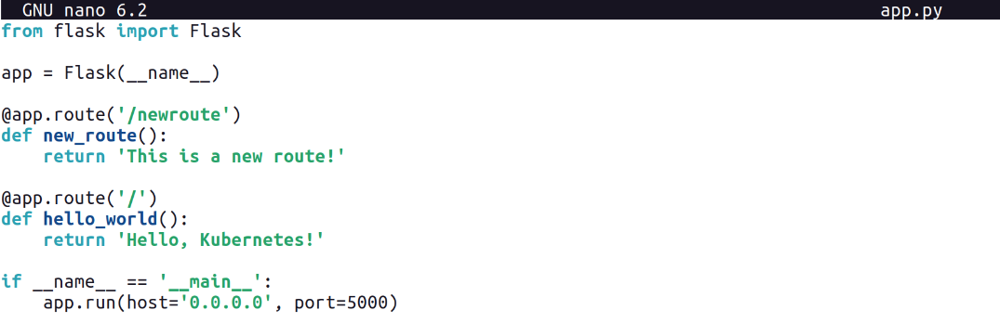 GNU nano 6.2 app.py
from flask import Flask
app = Flask(__name__)
@app.route('/newroute')
def new_route():
    return 'This is a new route!'
@app.route('/')
def hello_world():
    return 'Hello, Kubernetes!'
if __name__ == '__main__':
    app.run(host='0.0.0.0', port=5000)